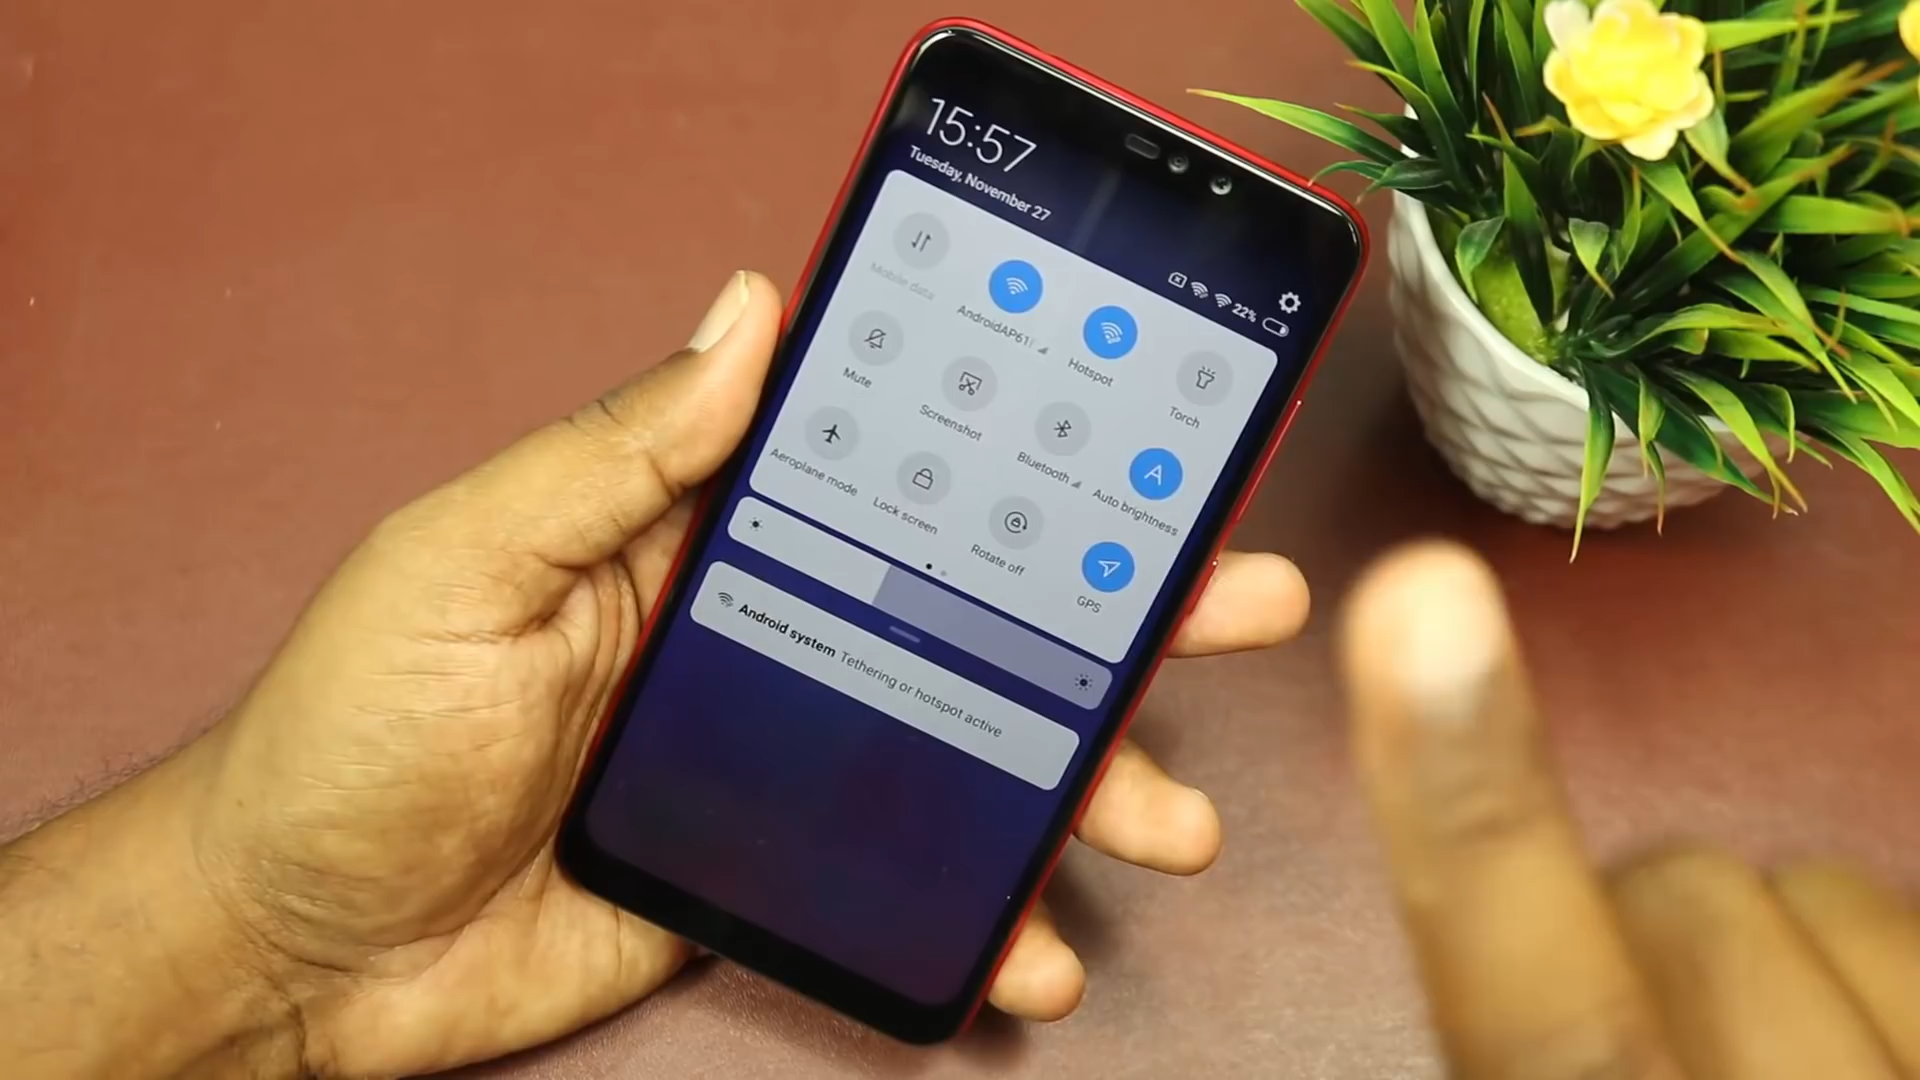 15:57
Tuesday, November 27
22%
Mobile data
AndroidAP61
Hotspot
Torch
Mute
Screenshot
Bluetooth
Auto brightness
Aeroplane mode
Lock screen
Rotate off
GPS
Android system Tethering or hotspot active